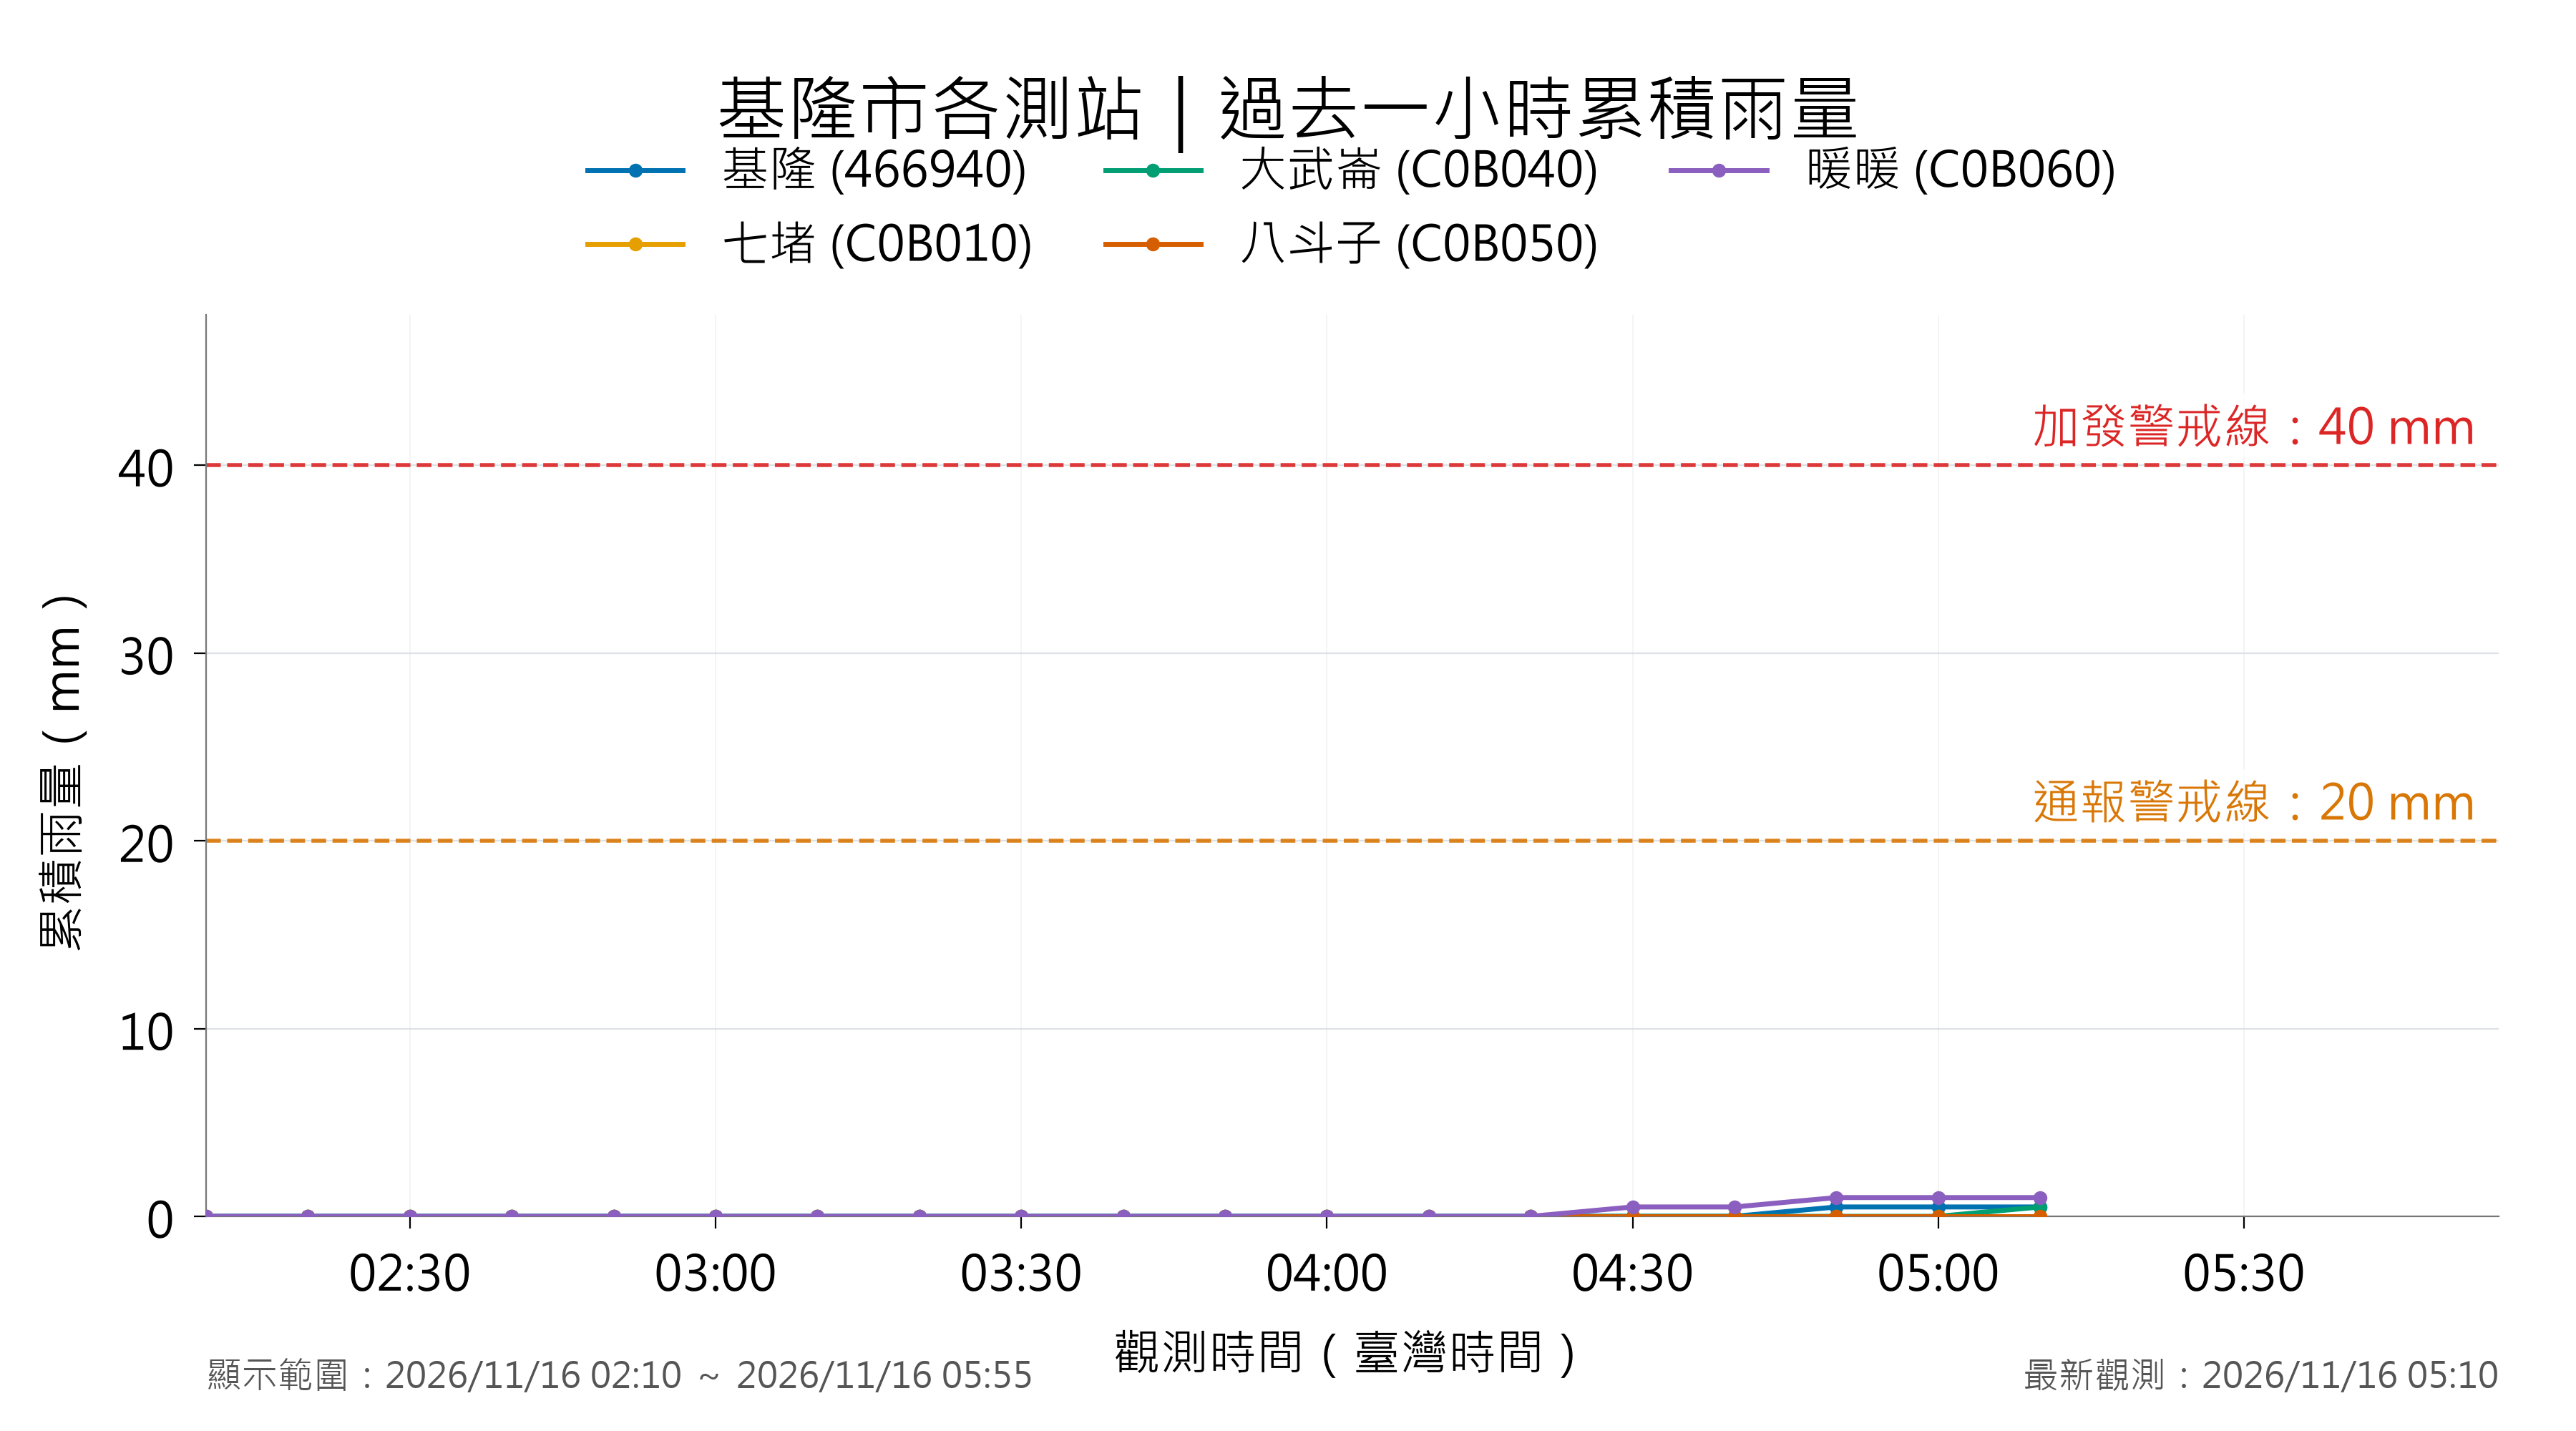 基隆市各測站｜過去一小時累積雨量
基隆 (466940)
大武崙 (C0B040)
暖暖 (C0B060)
七堵 (C0B010)
八斗子 (C0B050)
累積雨量（mm）
加發警戒線：40 mm
40
30
通報警戒線：20 mm
20
10
0
02:30
03:00
03:30
04:00
04:30
05:00
05:30
觀測時間（臺灣時間）
顯示範圍：2026/11/16 02:10 ~ 2026/11/16 05:55
最新觀測：2026/11/16 05:10